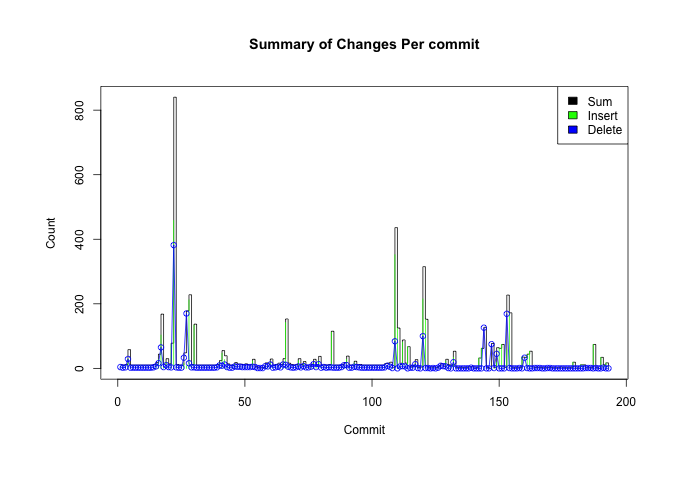 Summary of Changes Per commit
Sum
Insert
Delete
Count
800
600
400
200
0
0 50 100 150 200
Commit